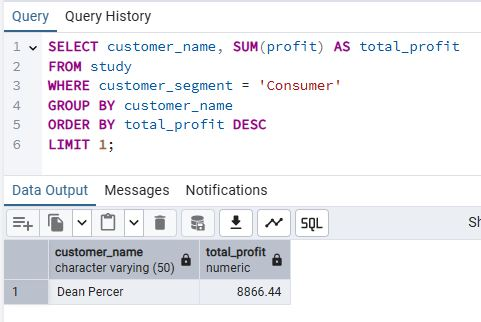 Query Query History
1 SELECT customer_name, SUM(profit) AS total_profit
2 FROM study
3 WHERE customer_segment = 'Consumer'
4 GROUP BY customer_name
5 ORDER BY total_profit DESC
6 LIMIT 1;
Data Output Messages Notifications
SQL Sh
customer_name total_profit
character varying (50) numeric
1 Dean Percer 8866.44